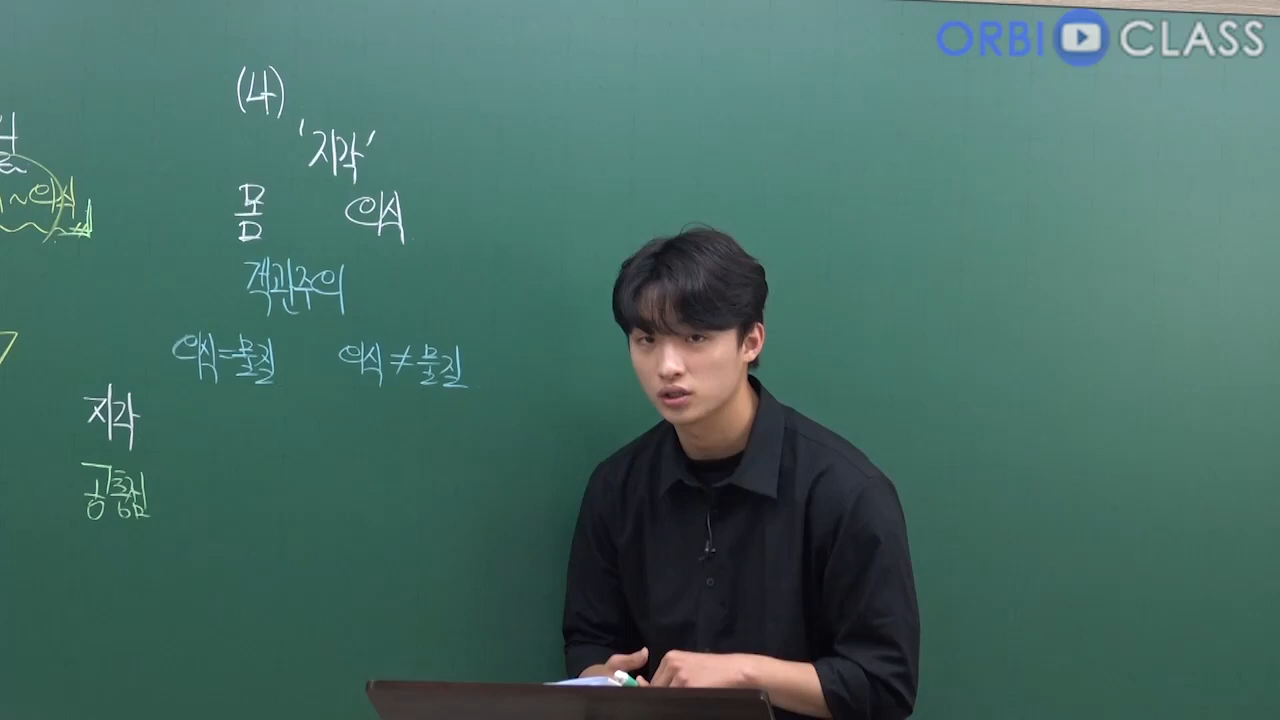 ORBI CLASS
(나)
'지각'
몸 의식
객관주의
의식=물질 의식≠물질
지각
공통점